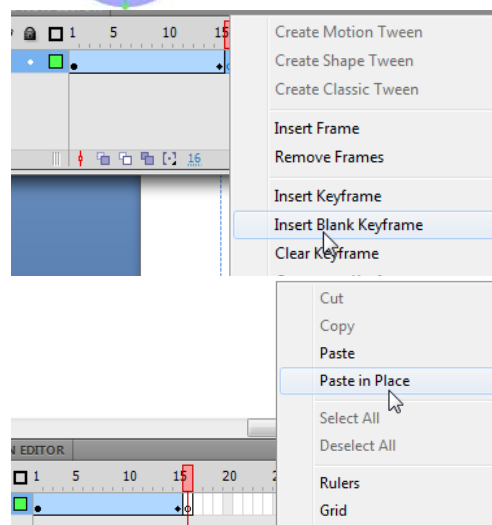 1 5 10 15
Create Motion Tween
Create Shape Tween
Create Classic Tween
Insert Frame
Remove Frames
16
Insert Keyframe
Insert Blank Keyframe
Clear Keyframe
Cut
Copy
Paste
Paste in Place
Select All
Deselect All
EDITOR
1 5 10 15 20
Rulers
Grid